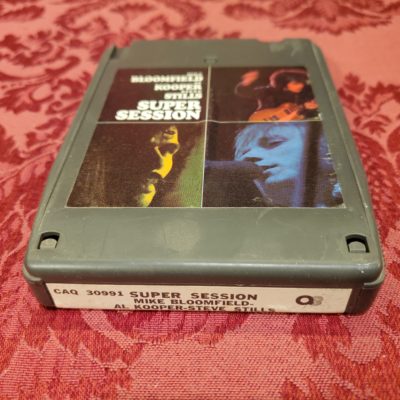 BLOOMFIELD
KOOPER
STILLS
SUPER
SESSION
CAQ 30991 SUPER SESSION
MIKE BLOOMFIELD-
AL KOOPER-STEVE STILLS